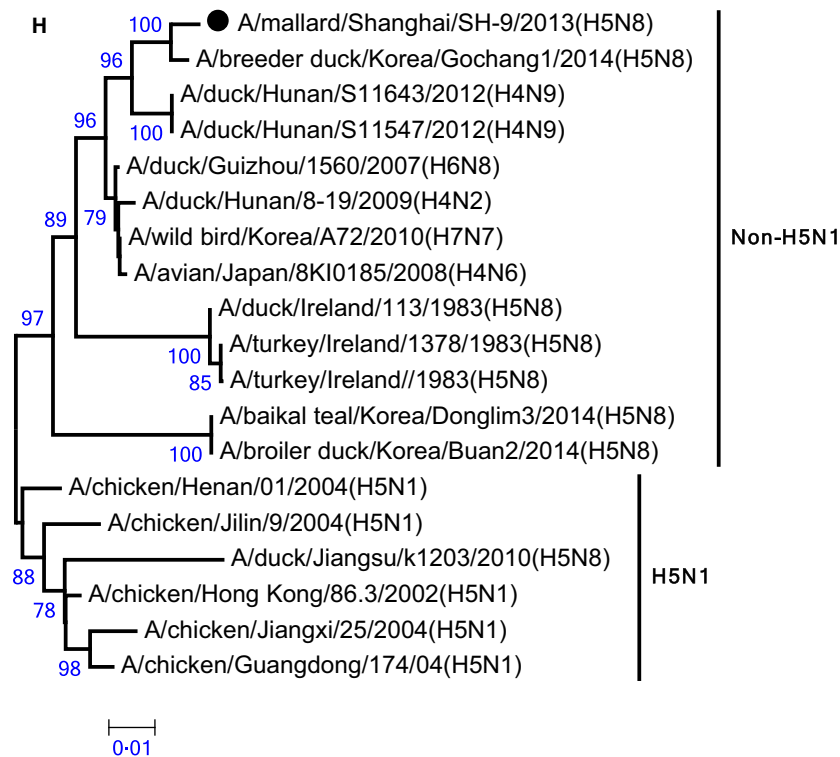 H
100
A/mallard/Shanghai/SH-9/2013(H5N8)
96
A/breeder duck/Korea/Gochang1/2014(H5N8)
A/duck/Hunan/S11643/2012(H4N9)
96
100
A/duck/Hunan/S11547/2012(H4N9)
A/duck/Guizhou/1560/2007(H6N8)
A/duck/Hunan/8-19/2009(H4N2)
89
79
A/wild bird/Korea/A72/2010(H7N7)
Non-H5N1
A/avian/Japan/8KI0185/2008(H4N6)
A/duck/Ireland/113/1983(H5N8)
97
A/turkey/Ireland/1378/1983(H5N8)
100
85
A/turkey/Ireland//1983(H5N8)
A/baikal teal/Korea/Donglim3/2014(H5N8)
100
A/broiler duck/Korea/Buan2/2014(H5N8)
A/chicken/Henan/01/2004(H5N1)
A/chicken/Jilin/9/2004(H5N1)
A/duck/Jiangsu/k1203/2010(H5N8)
88
H5N1
A/chicken/Hong Kong/86.3/2002(H5N1)
78
A/chicken/Jiangxi/25/2004(H5N1)
98
A/chicken/Guangdong/174/04(H5N1)
0·01